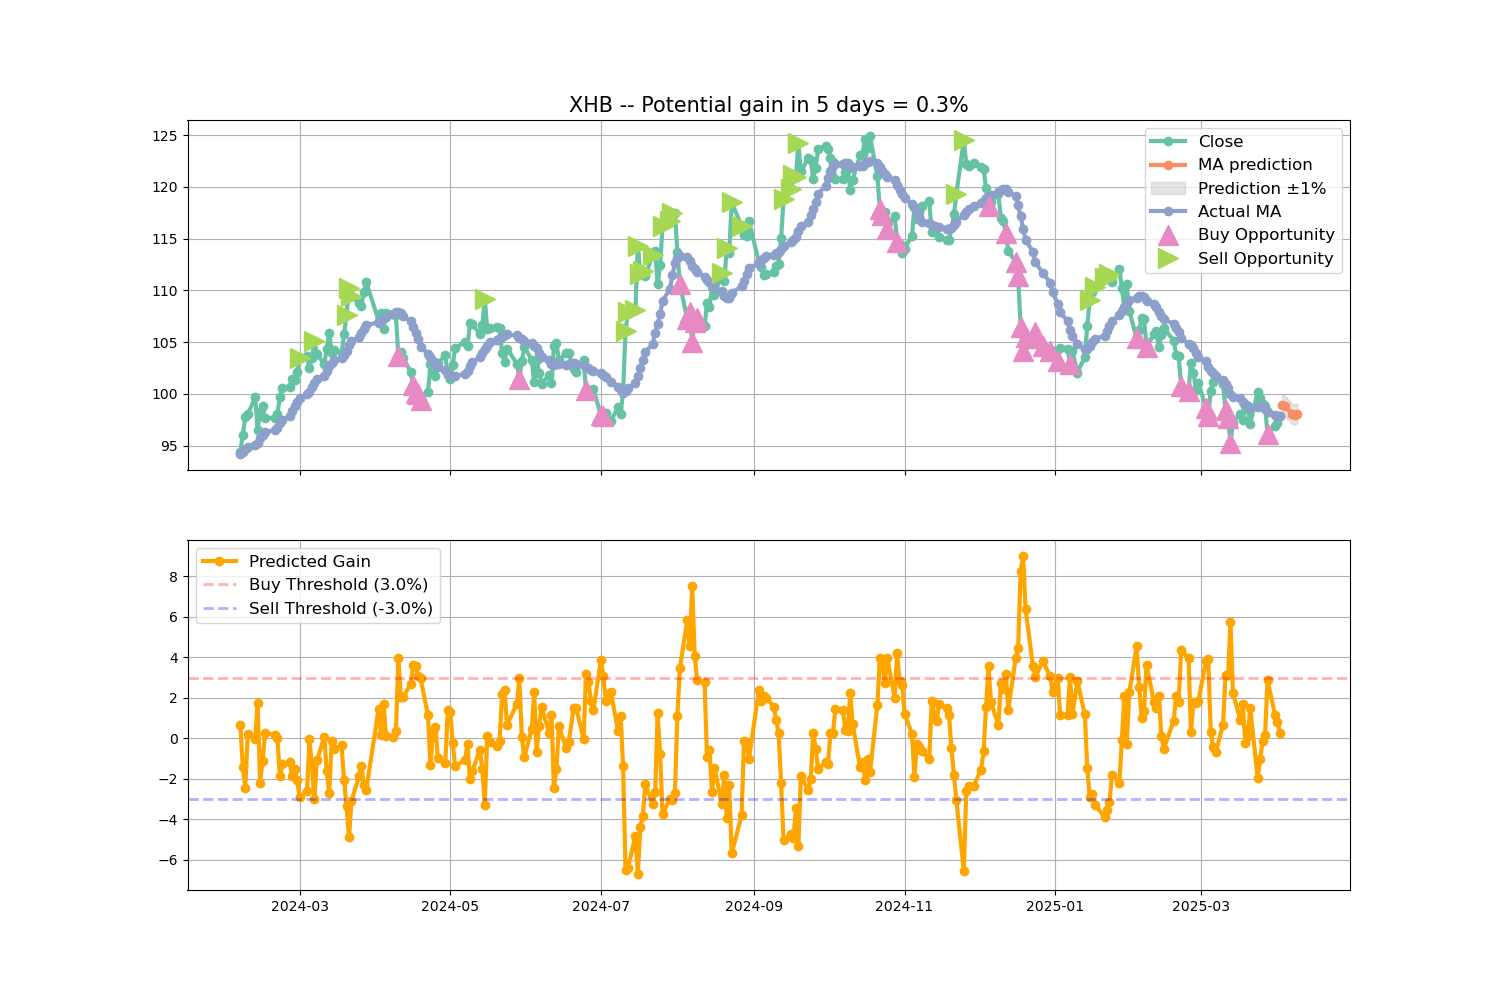 XHB -- Potential gain in 5 days = 0.3%
125
120
115
110
105
100
95
Close
MA prediction
Prediction ±1%
Actual MA
Buy Opportunity
Sell Opportunity
8
6
4
2
0
−2
−4
−6
Predicted Gain
Buy Threshold (3.0%)
Sell Threshold (-3.0%)
2024-03
2024-05
2024-07
2024-09
2024-11
2025-01
2025-03